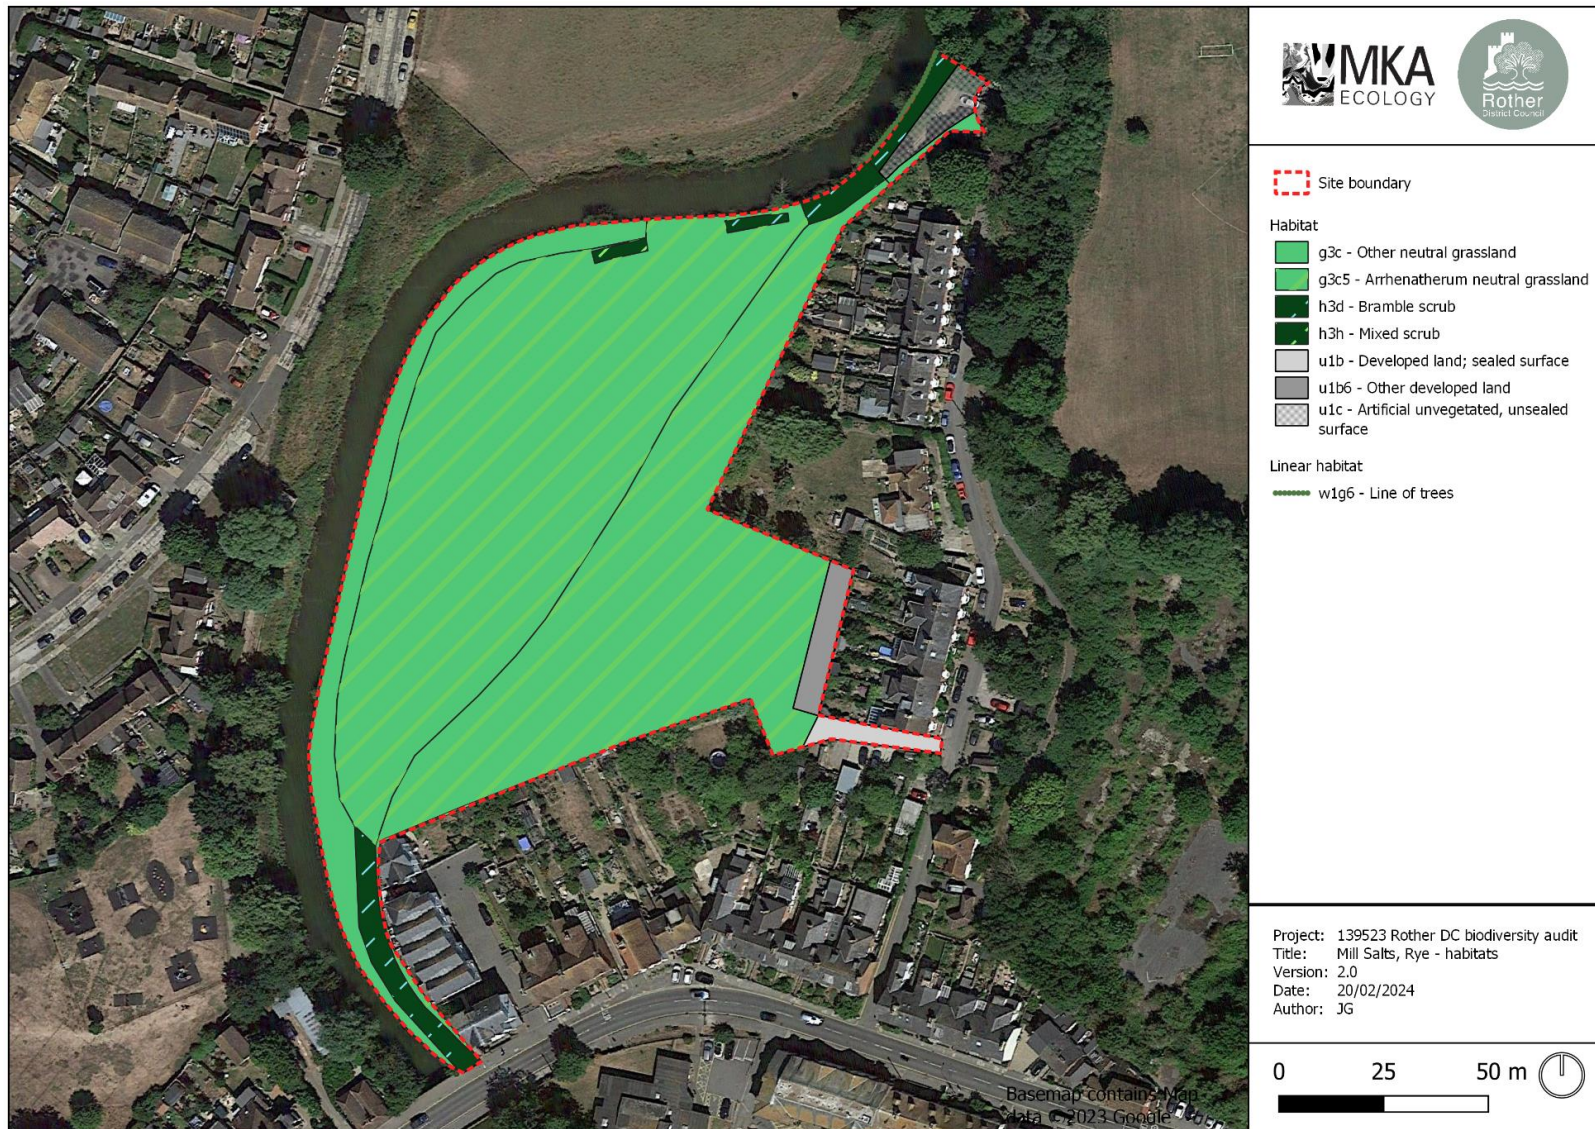 MKA
ECOLOGY
Rother
District Council
Site boundary
Habitat
g3c - Other neutral grassland
g3c5 - Arrhenatherum neutral grassland
h3d - Bramble scrub
h3h - Mixed scrub
u1b - Developed land; sealed surface
u1b6 - Other developed land
u1c - Artificial unvegetated, unsealed
surface
Linear habitat
w1g6 - Line of trees
Project: 139523 Rother DC biodiversity audit
Title: Mill Salts, Rye - habitats
Version: 2.0
Date: 20/02/2024
Author: JG
0 25 50 m
Basemap contains Map
data ©2023 Google